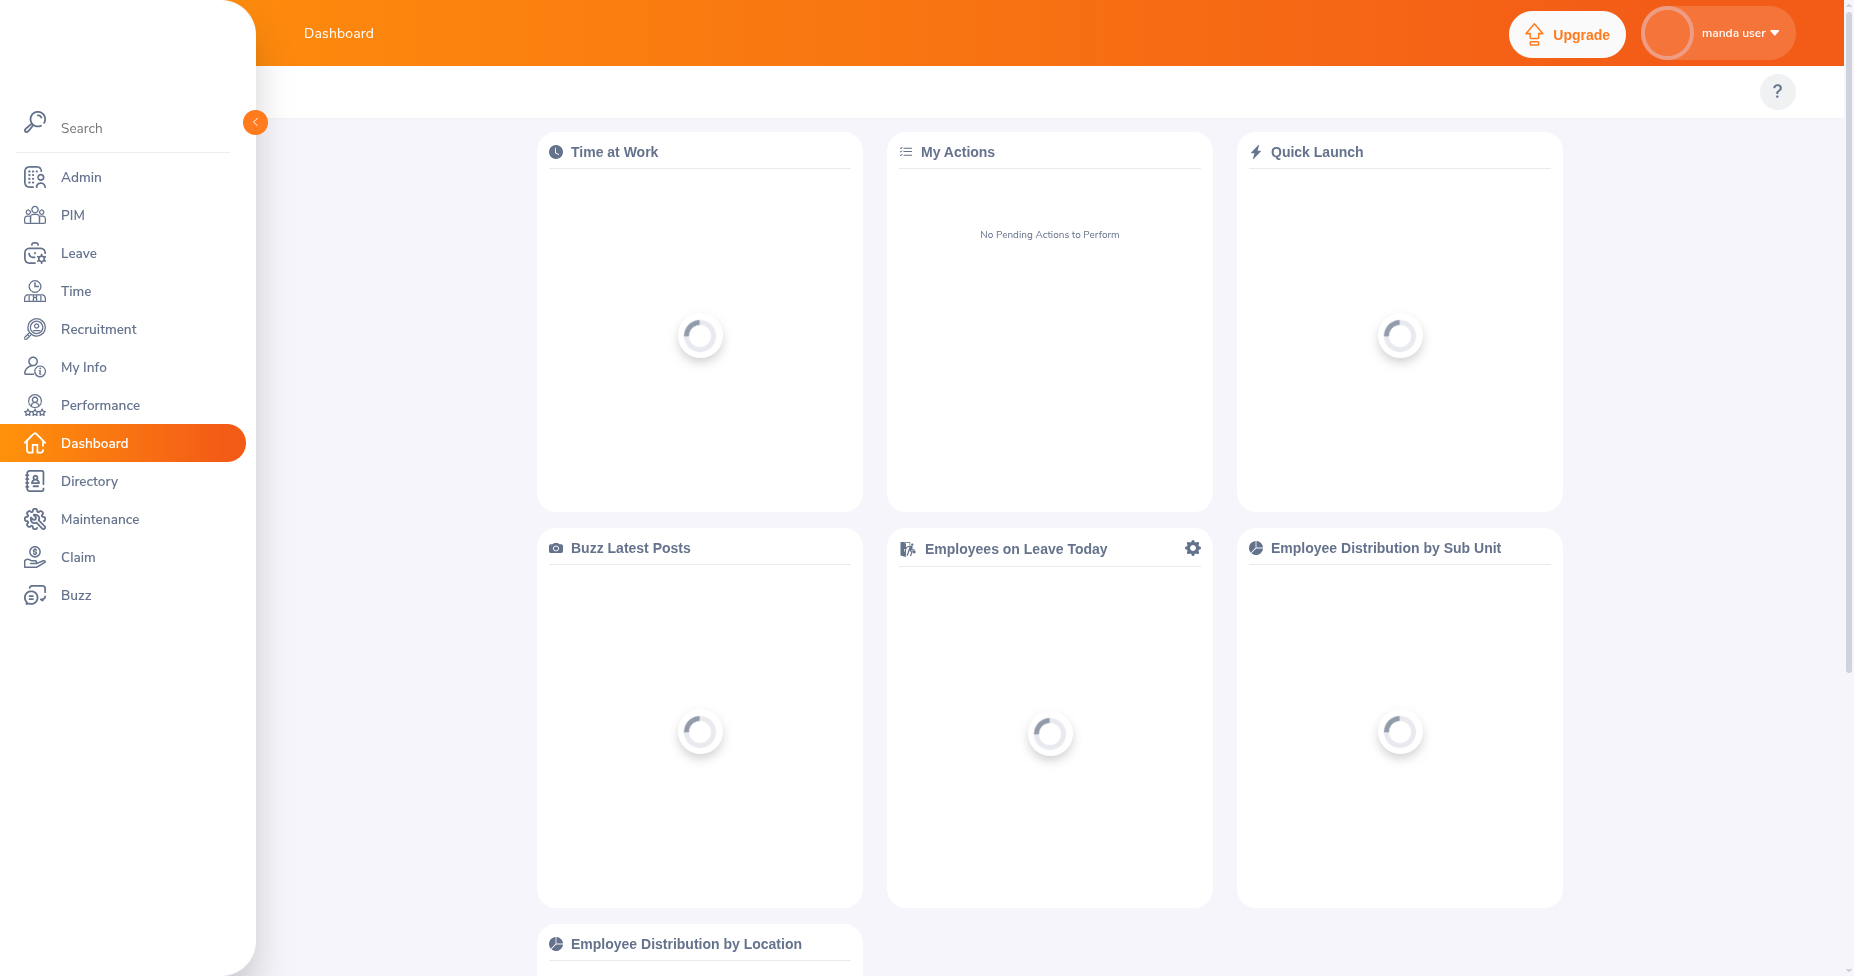 Dashboard
Upgrade
manda user
?
Search
Admin
PIM
Leave
Time
Recruitment
My Info
Performance
Dashboard
Directory
Maintenance
Claim
Buzz
Time at Work
My Actions
No Pending Actions to Perform
Quick Launch
Buzz Latest Posts
Employees on Leave Today
Employee Distribution by Sub Unit
Employee Distribution by Location